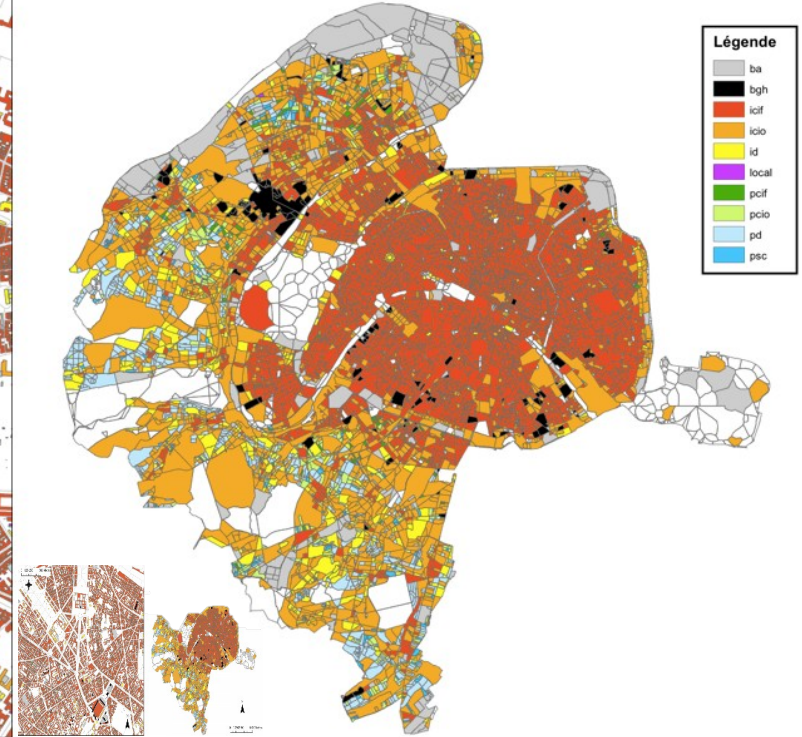 Légende
ba
bgh
icif
icio
id
local
pcif
pcio
pd
psc